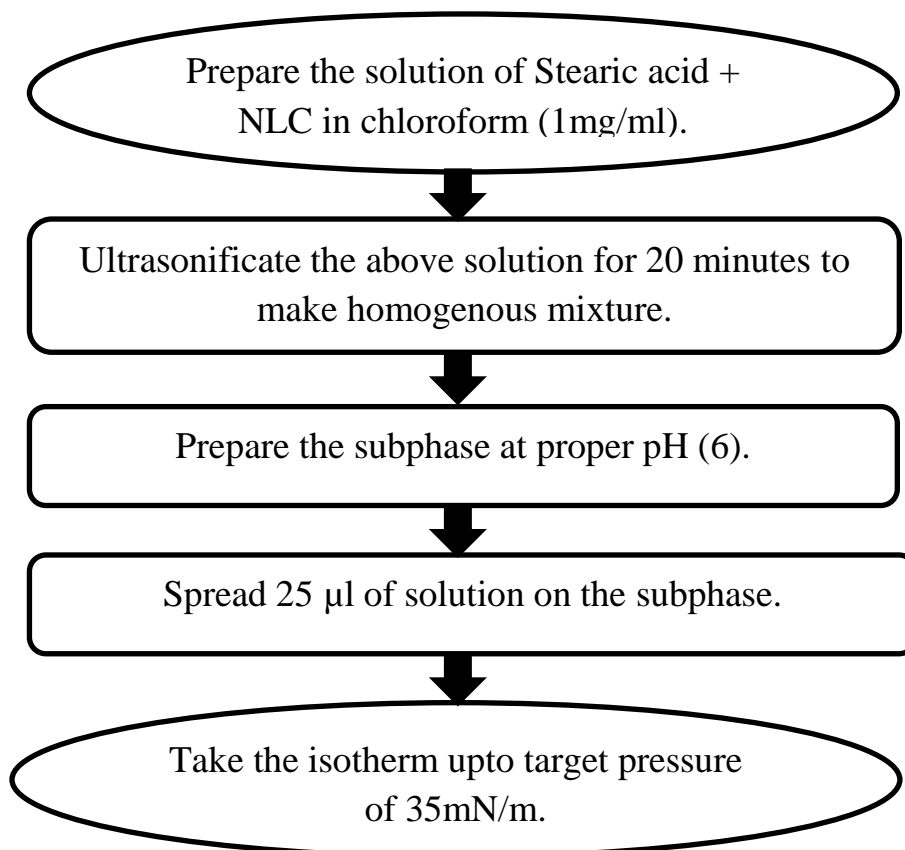 Prepare the solution of Stearic acid +
NLC in chloroform (1mg/ml).
Ultrasonificate the above solution for 20 minutes to
make homogenous mixture.
Prepare the subphase at proper pH (6).
Spread 25 μl of solution on the subphase.
Take the isotherm upto target pressure
of 35mN/m.